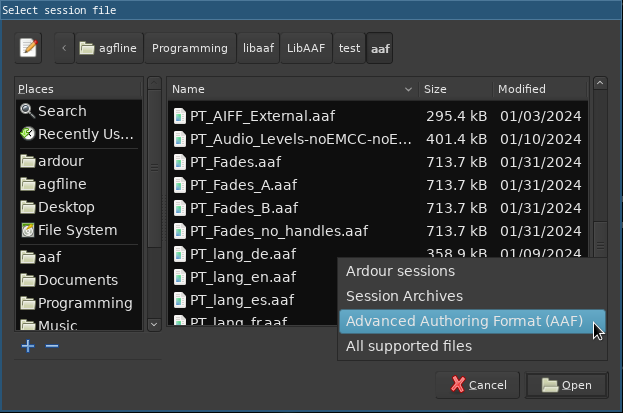 Select session file
agfline Programming libaaf LibAAF test aaf
Places
Search
Recently Us...
ardour
agfline
Desktop
File System
aaf
Documents
Programming
Music
Name Size Modified
PT_AIFF_External.aaf 295.4 kB 01/03/2024
PT_Audio_Levels-noEMCC-noE... 401.4 kB 01/10/2024
PT_Fades.aaf 713.7 kB 01/31/2024
PT_Fades_A.aaf 713.7 kB 01/31/2024
PT_Fades_B.aaf 713.7 kB 01/31/2024
PT_Fades_no_handles.aaf 713.7 kB 01/31/2024
PT_lang_de.aaf 358.9 kB 01/09/2024
PT_lang_en.aaf
PT_lang_es.aaf
PT_lang_fr.aaf
Ardour sessions
Session Archives
Advanced Authoring Format (AAF)
All supported files
Cancel Open